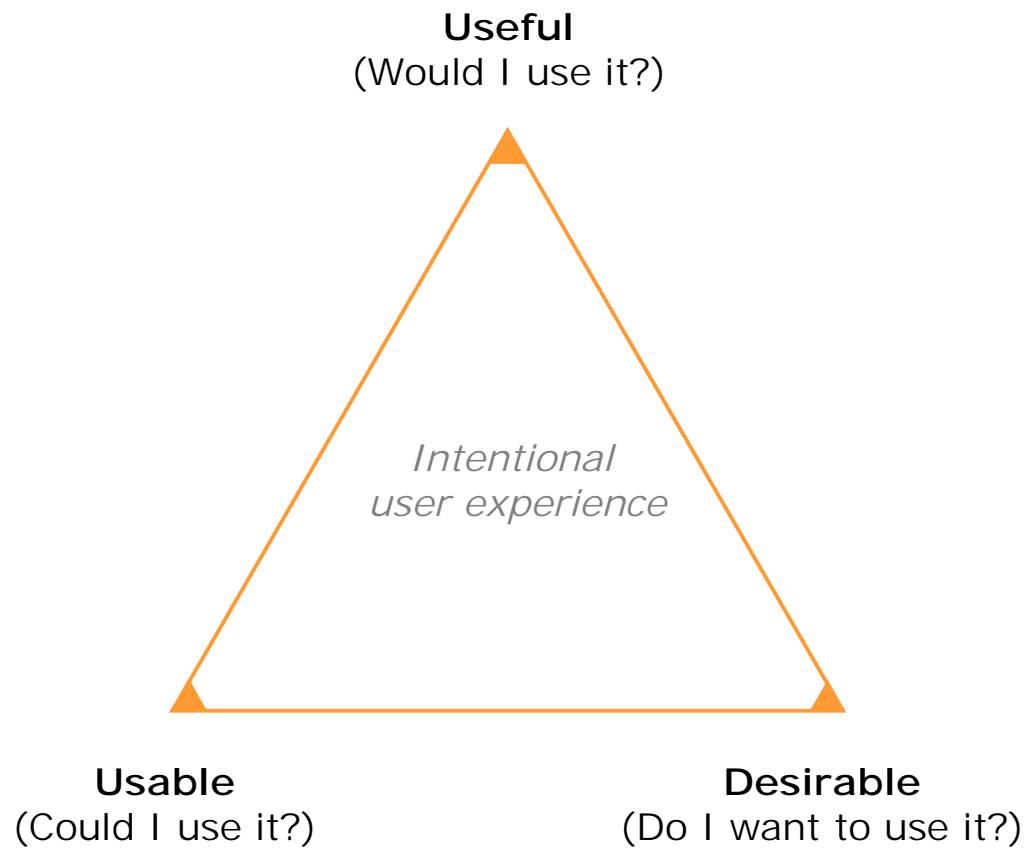 Useful
(Would I use it?)
Intentional
user experience
Usable
(Could I use it?)
Desirable
(Do I want to use it?)